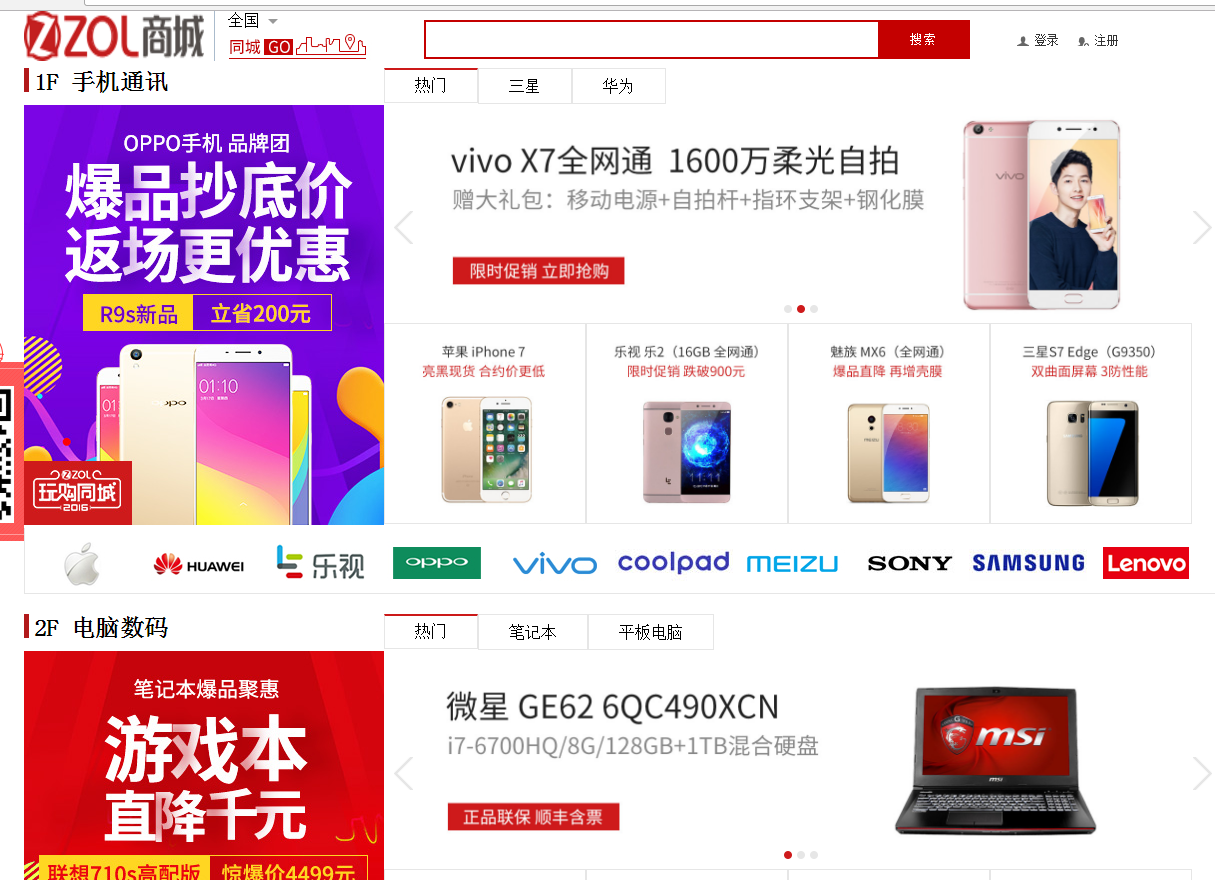 ZOL商城
全国
同城 GO
搜索
登录
注册
1F 手机通讯
热门
三星
华为
OPPO手机 品牌团
爆品抄底价
返场更优惠
R9s新品
立省200元
01:10
oppo
ZOL
玩购同城
2016
vivo X7全网通 1600万柔光自拍
赠大礼包：移动电源+自拍杆+指环支架+钢化膜
限时促销 立即抢购
vivo
苹果 iPhone 7
亮黑现货 合约价更低
乐视 乐2（16GB 全网通）
限时促销 跌破900元
11:11
魅族 MX6（全网通）
爆品直降 再增壳膜
MEIZU
三星S7 Edge（G9350）
双曲面屏幕 3防性能
HUAWEI
乐视
oppo
vivo
coolpad
MEIZU
SONY
SAMSUNG
Lenovo
2F 电脑数码
热门
笔记本
平板电脑
笔记本爆品聚惠
游戏本
直降千元
联想710s高配版
惊爆价4499元
微星 GE62 6QC490XCN
i7-6700HQ/8G/128GB+1TB混合硬盘
正品联保 顺丰含票
msi
msi